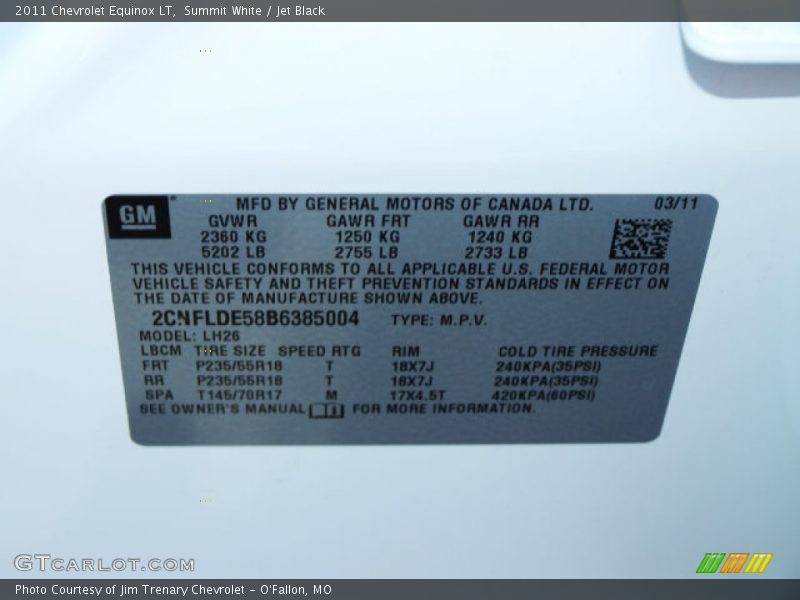 2011 Chevrolet Equinox LT,  Summit White / Jet Black
GM
MFD BY GENERAL MOTORS OF CANADA LTD. 03/11
GVWR GAWR FRT GAWR RR
2360 KG 1250 KG 1240 KG
5202 LB 2755 LB 2733 LB
THIS VEHICLE CONFORMS TO ALL APPLICABLE U.S. FEDERAL MOTOR
VEHICLE SAFETY AND THEFT PREVENTION STANDARDS IN EFFECT ON
THE DATE OF MANUFACTURE SHOWN ABOVE.
2CNFLDE58B6385004 TYPE: M.P.V.
MODEL: LH26
LBCM TIRE SIZE SPEED RTG RIM COLD TIRE PRESSURE
FRT P235/55R18 T 18X7J 240KPA(35PSI)
RR P235/55R18 T 18X7J 240KPA(35PSI)
SPA T145/70R17 M 17X4.5T 420KPA(60PSI)
SEE OWNER'S MANUAL FOR MORE INFORMATION.
GTCARLOT.COM
Photo Courtesy of Jim Trenary Chevrolet - O'Fallon, MO